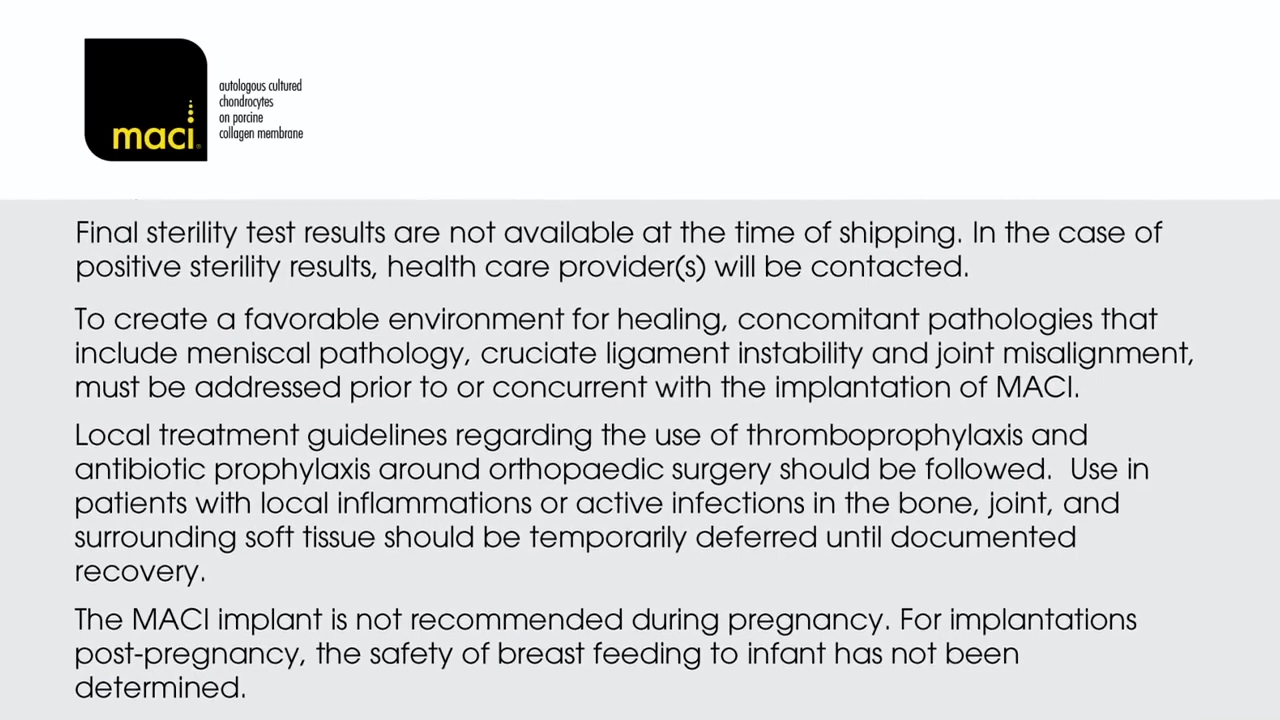 maci®
autologous cultured
chondrocytes
on porcine
collagen membrane
Final sterility test results are not available at the time of shipping. In the case of
positive sterility results, health care provider(s) will be contacted.
To create a favorable environment for healing, concomitant pathologies that
include meniscal pathology, cruciate ligament instability and joint misalignment,
must be addressed prior to or concurrent with the implantation of MACI.
Local treatment guidelines regarding the use of thromboprophylaxis and
antibiotic prophylaxis around orthopaedic surgery should be followed.  Use in
patients with local inflammations or active infections in the bone, joint, and
surrounding soft tissue should be temporarily deferred until documented
recovery.
The MACI implant is not recommended during pregnancy. For implantations
post-pregnancy, the safety of breast feeding to infant has not been
determined.